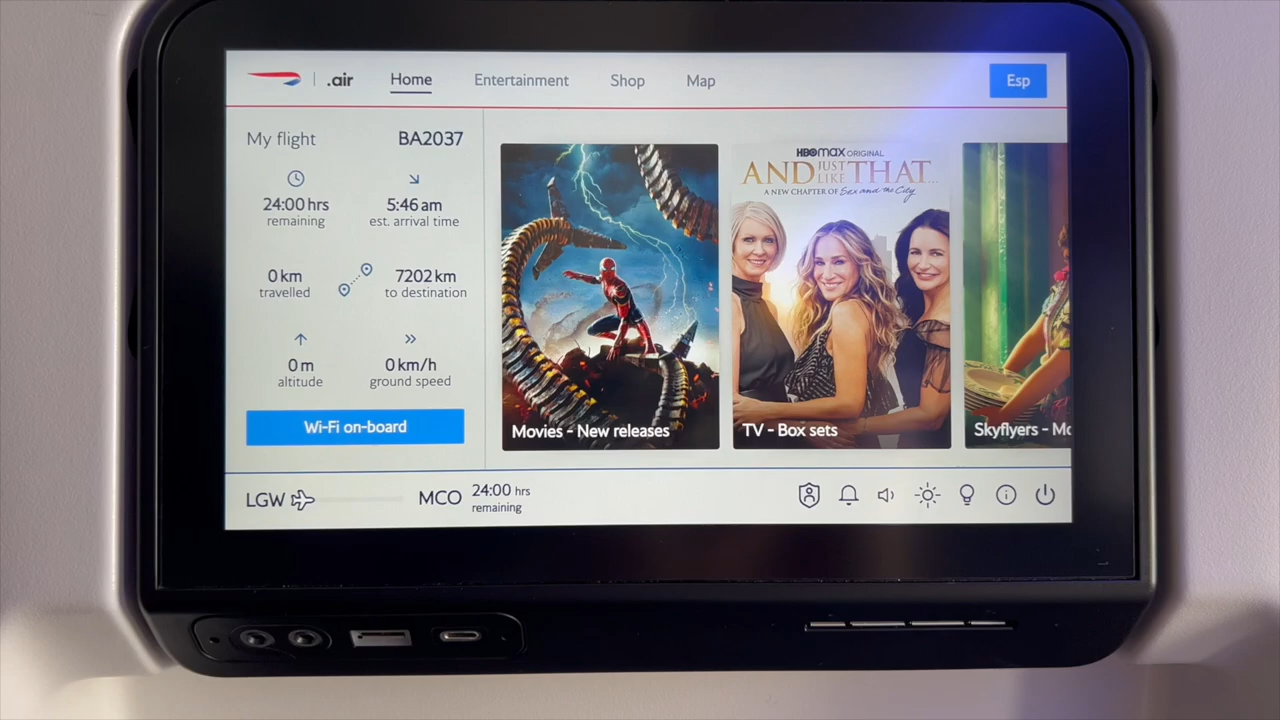 .air
Home
Entertainment
Shop
Map
Esp
My flight
BA2037
24:00 hrs
remaining
5:46 am
est. arrival time
0 km
travelled
7202 km
to destination
0 m
altitude
0 km/h
ground speed
Wi-Fi on-board
Movies - New releases
HBO max ORIGINAL
AND JUST LIKE THAT...
A NEW CHAPTER OF Sex and the City
TV - Box sets
Skyflyers - Mo
LGW
MCO
24:00 hrs
remaining